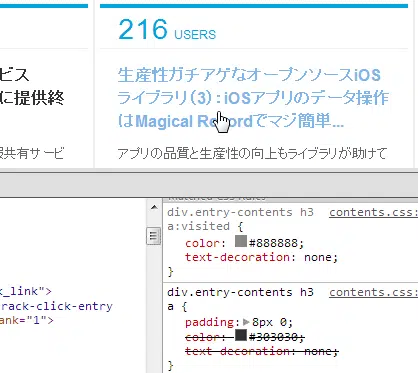 216 USERS
ビス
に提供終
報共有サービ
生産性ガチアゲなオープンソースiOS
ライブラリ(3):iOSアプリのデータ操作
はMagical Recordでマジ簡単...
アプリの品質と生産性の向上もライブラリが助けて
k_link">
rack-click-entry
ank="1">
Matched CSS Rules
div.entry-contents h3 contents.css:
a:visited {
color: #888888;
text-decoration: none;
}
div.entry-contents h3 contents.css:
a {
padding: 8px 0;
color: #303030;
text-decoration: none;
}